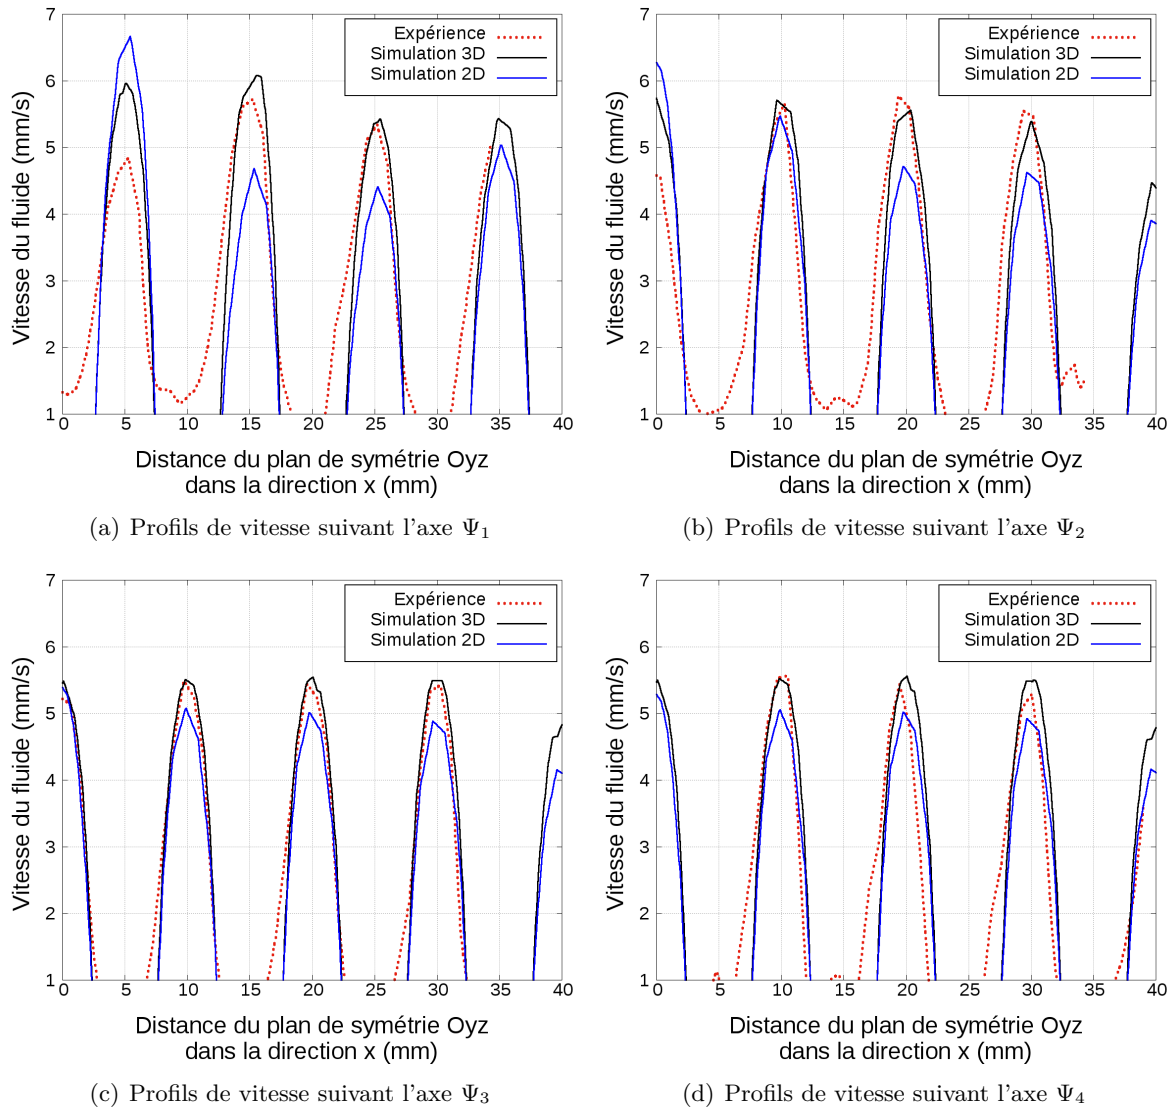 7
6
5
4
3
2
1
0 5 10 15 20 25 30 35 40
Vitesse du fluide (mm/s)
Expérience
Simulation 3D
Simulation 2D
Distance du plan de symétrie Oyz
dans la direction x (mm)
(a) Profils de vitesse suivant l'axe Ψ₁
7
6
5
4
3
2
1
0 5 10 15 20 25 30 35 40
Vitesse du fluide (mm/s)
Expérience
Simulation 3D
Simulation 2D
Distance du plan de symétrie Oyz
dans la direction x (mm)
(b) Profils de vitesse suivant l'axe Ψ₂
7
6
5
4
3
2
1
0 5 10 15 20 25 30 35 40
Vitesse du fluide (mm/s)
Expérience
Simulation 3D
Simulation 2D
Distance du plan de symétrie Oyz
dans la direction x (mm)
(c) Profils de vitesse suivant l'axe Ψ₃
7
6
5
4
3
2
1
0 5 10 15 20 25 30 35 40
Vitesse du fluide (mm/s)
Expérience
Simulation 3D
Simulation 2D
Distance du plan de symétrie Oyz
dans la direction x (mm)
(d) Profils de vitesse suivant l'axe Ψ₄